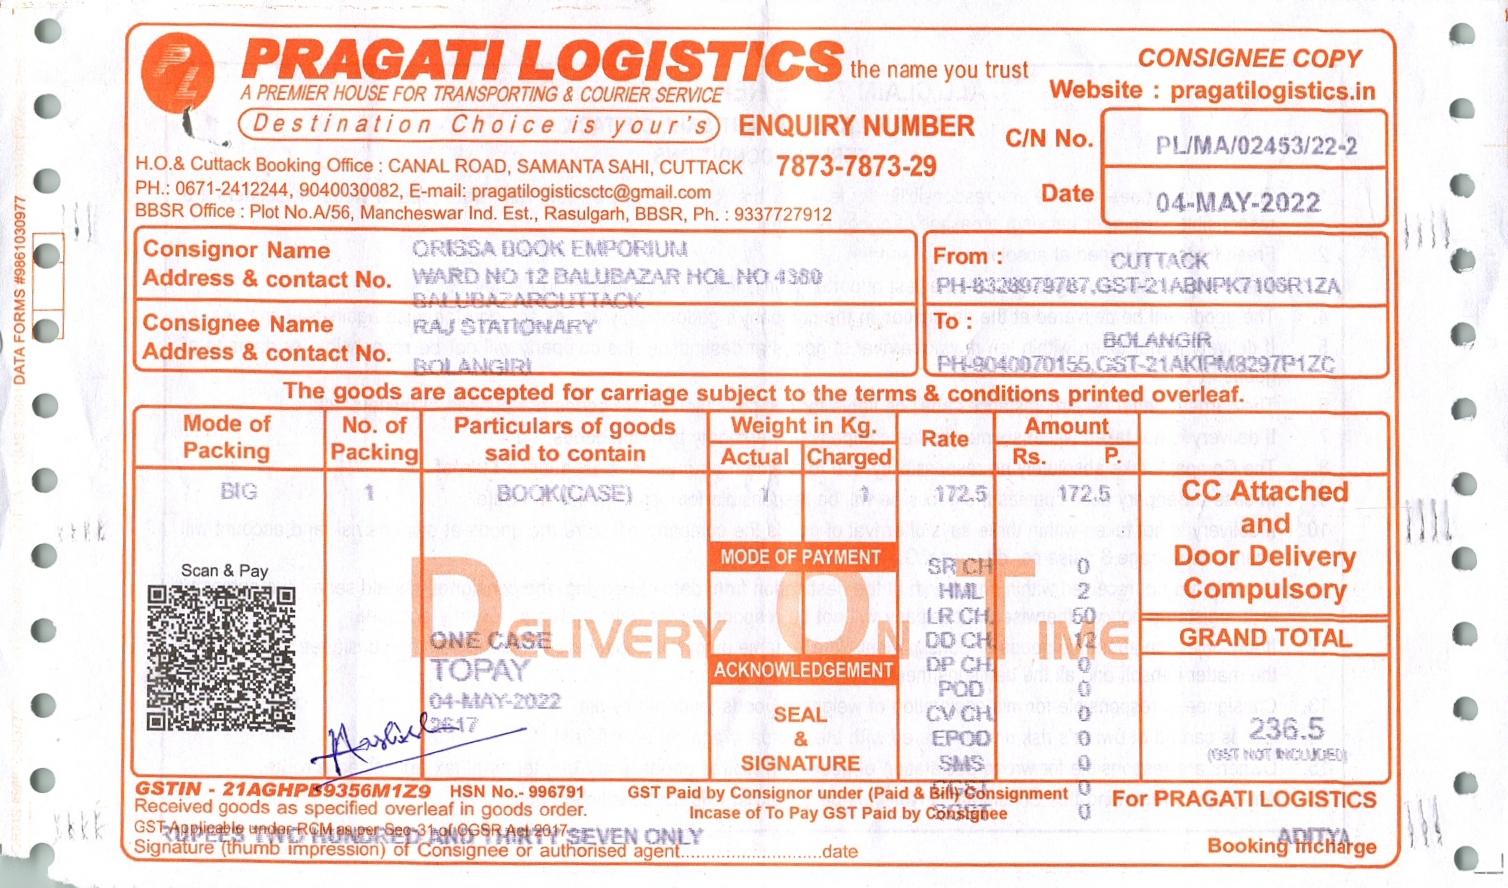 PRAGATI LOGISTICS the name you trust
A PREMIER HOUSE FOR TRANSPORTING & COURIER SERVICE
Destination Choice is your's
ENQUIRY NUMBER
7873-7873-29
CONSIGNEE COPY
Website : pragatilogistics.in
C/N No. PL/MA/02453/22-2
Date 04-MAY-2022
H.O.& Cuttack Booking Office : CANAL ROAD, SAMANTA SAHI, CUTTACK
PH.: 0671-2412244, 9040030082, E-mail: pragatilogisticsctc@gmail.com
BBSR Office : Plot No.A/56, Mancheswar Ind. Est., Rasulgarh, BBSR, Ph. : 9337727912
DATA FORMS #9861030977
Consignor Name ORISSA BOOK EMPORIUM
Address & contact No. WARD NO 12 BALUBAZAR HOL NO 4380
BALUBAZARCUTTACK
From : CUTTACK
PH-8328979787,GST-21ABNPK7106R1ZA
Consignee Name RAJ STATIONARY
Address & contact No. BOLANGIRI
To : BOLANGIR
PH-9040070155,GST-21AKIPM8297P1ZC
The goods are accepted for carriage subject to the terms & conditions printed overleaf.
Mode of Packing No. of Packing Particulars of goods said to contain Weight in Kg. Actual Charged Rate Amount Rs. P.
BIG 1 BOOK(CASE) 1 1 172.5 172.5
CC Attached
and
Door Delivery
Compulsory
GRAND TOTAL
236.5
(GST NOT INCLUDED)
Scan & Pay
DELIVERY ON TIME
ONE CASE
TOPAY
04-MAY-2022
2617
MODE OF PAYMENT
ACKNOWLEDGEMENT
SEAL
&
SIGNATURE
SR CH 0
HML 2
LR CH. 50
DD CH. 12
DP CH. 0
POD 0
CV CH. 0
EPOD 0
SMS 0
0
0
GSTIN - 21AGHPB9356M1Z9 HSN No.- 996791
Received goods as specified overleaf in goods order.
GST Applicable under RCM as per Sec-31 of CGSR Act 2017
RUPEES TWO HUNDRED AND THIRTY SEVEN ONLY
Signature (thumb impression) of Consignee or authorised agent....................date
GST Paid by Consignor under (Paid & Bill) Consignment
Incase of To Pay GST Paid by Consignee
For PRAGATI LOGISTICS
ADITYA
Booking Incharge